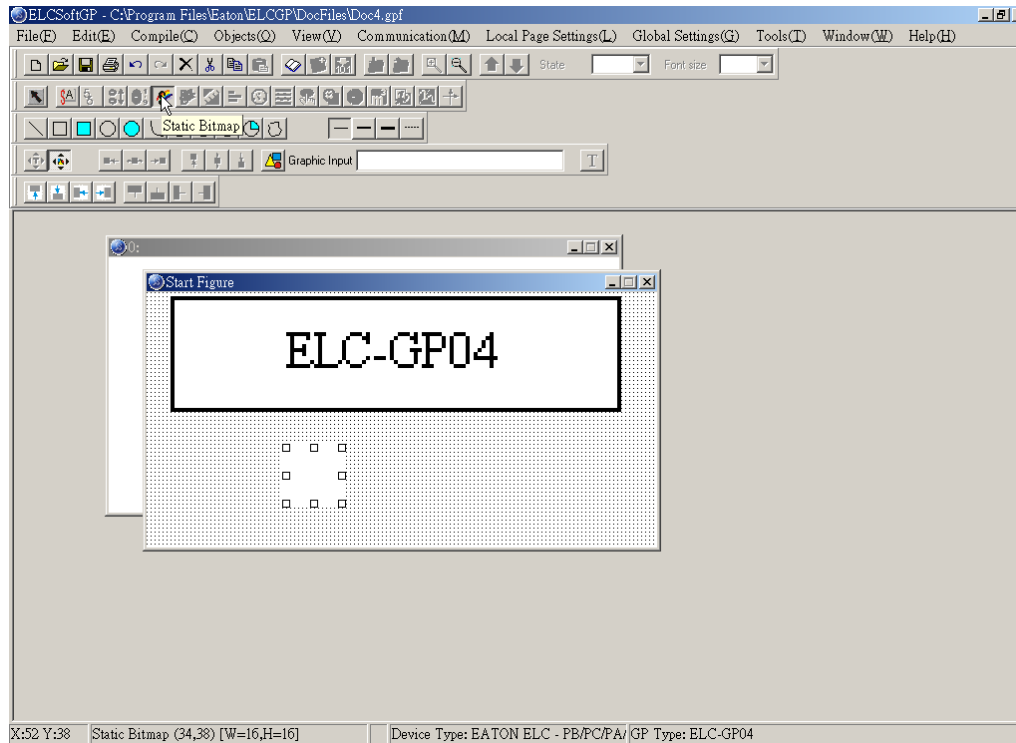 ELCSoftGP - C:\Program Files\Eaton\ELCGP\DocFiles\Doc4.gpf
File(F) Edit(E) Compile(C) Objects(Q) View(V) Communication(M) Local Page Settings(L) Global Settings(G) Tools(T) Window(W) Help(H)
State Font size
Static Bitmap
Graphic Input T
0:
Start Figure
ELC-GP04
X:52 Y:38 Static Bitmap (34,38) [W=16,H=16] Device Type: EATON ELC - PB/PC/PA/ GP Type: ELC-GP04